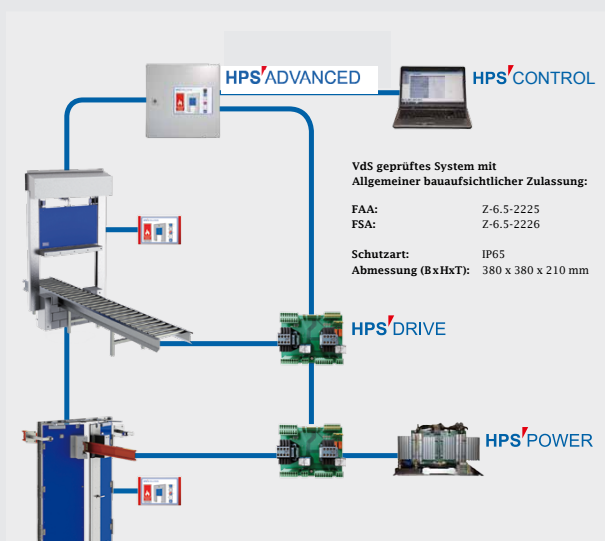 HPS ADVANCED
HPS CONTROL
VdS geprüftes System mit
Allgemeiner bauaufsichtlicher Zulassung:
FAA: Z-6.5-2225
FSA: Z-6.5-2226
Schutzart: IP65
Abmessung (BxHxT): 380 x 380 x 210 mm
HPS DRIVE
HPS POWER